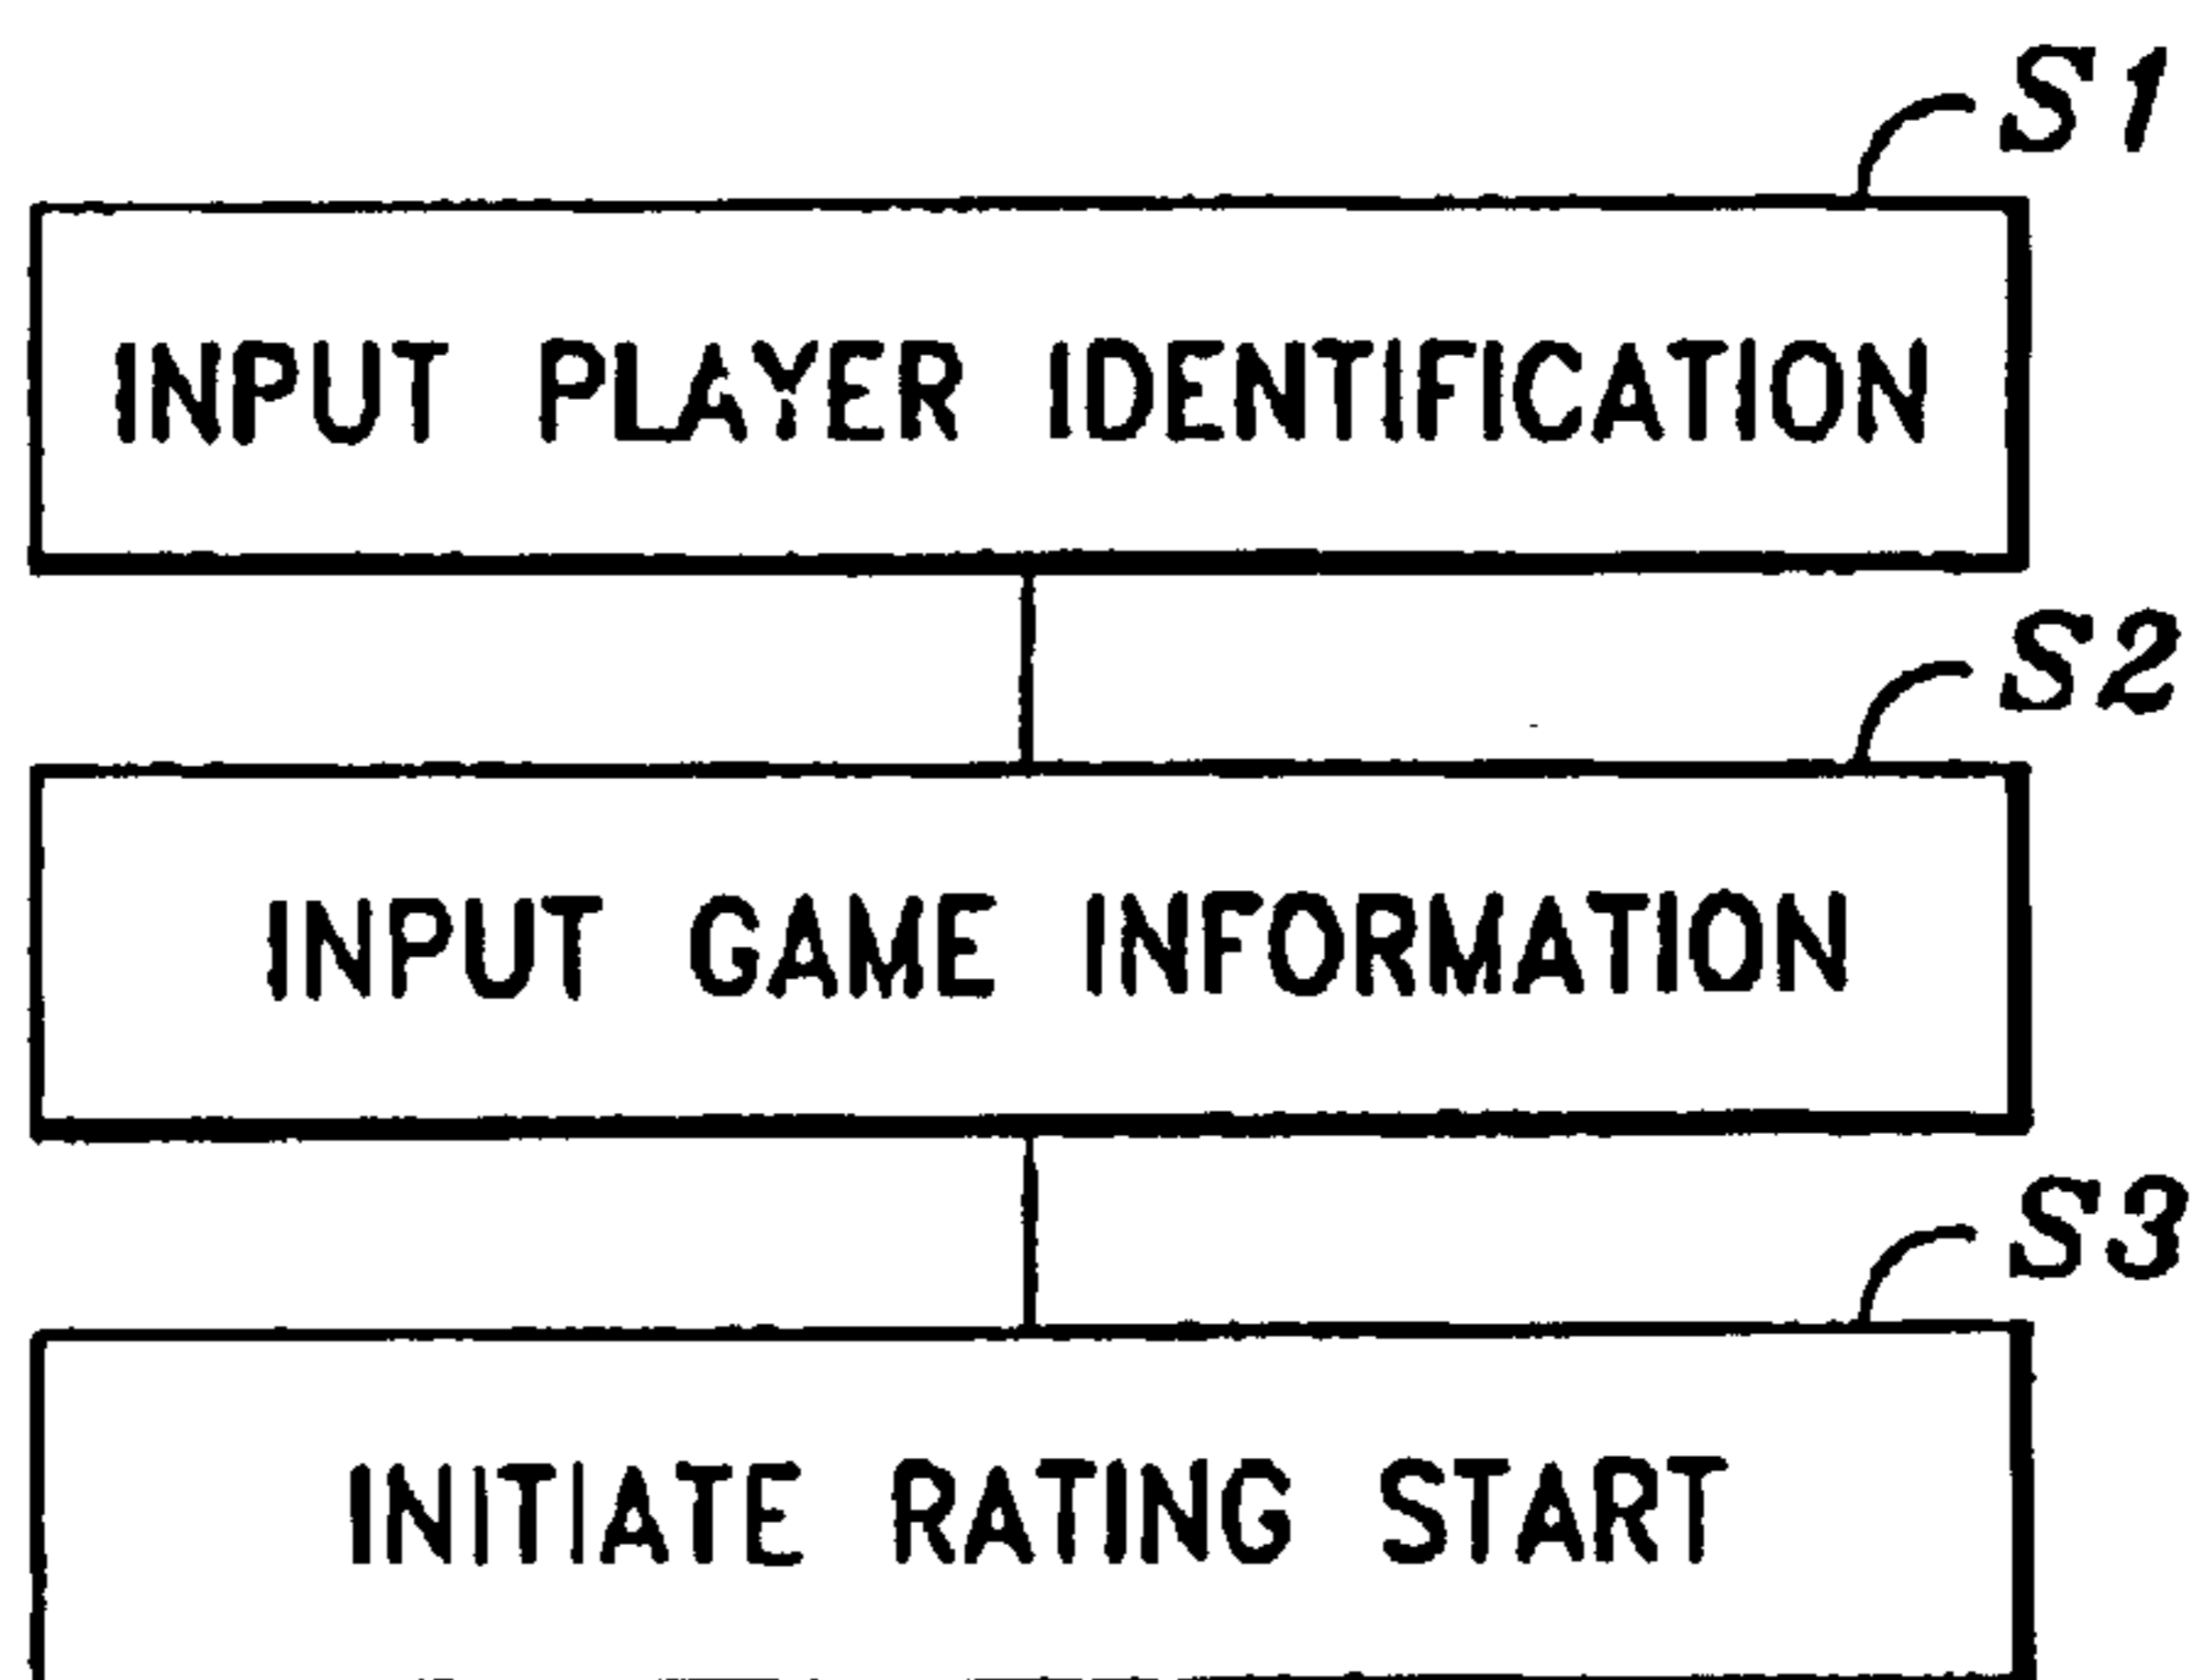 S1
INPUT PLAYER IDENTIFICATION
S2
INPUT GAME INFORMATION
S3
INITIATE RATING START